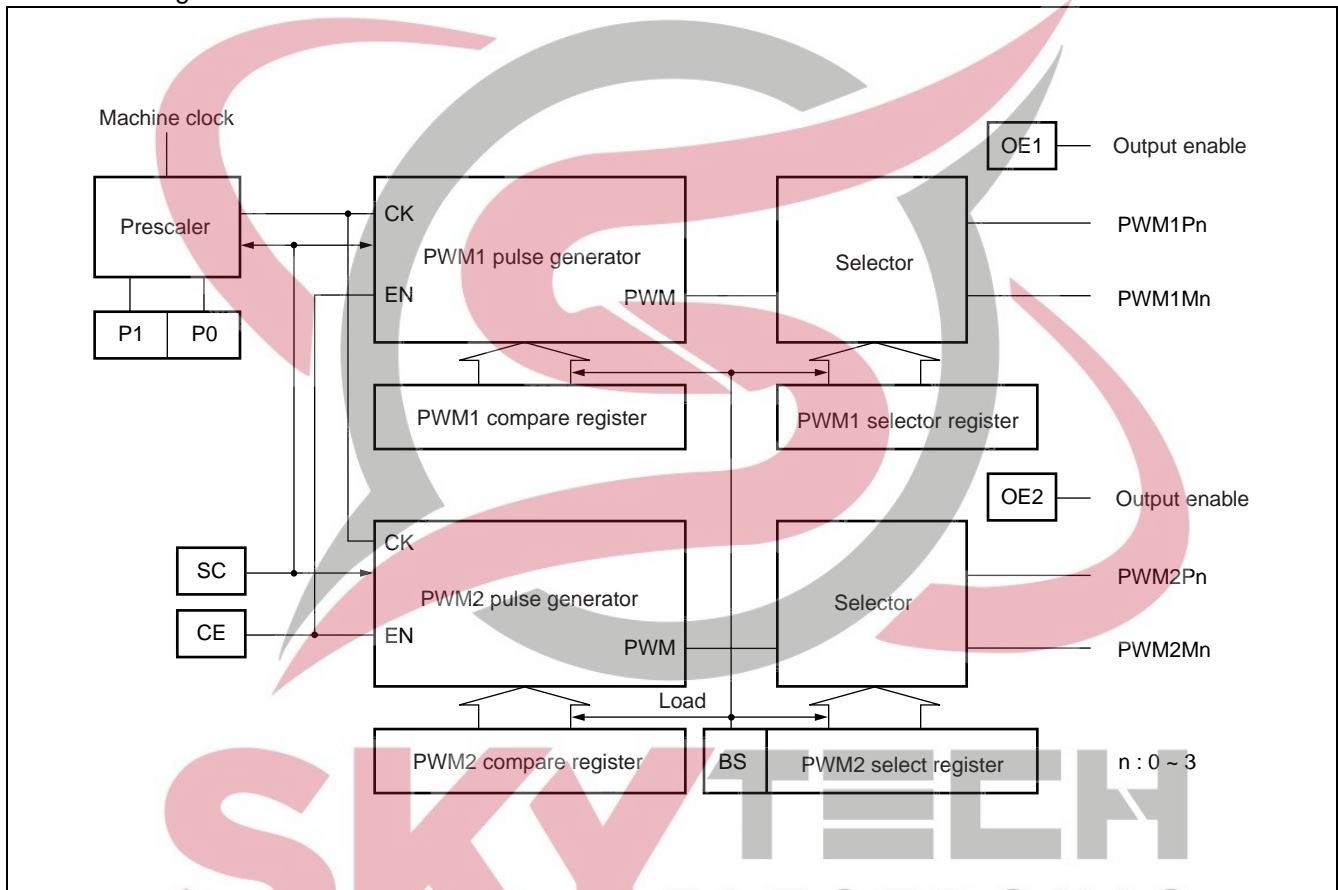 Machine clock
OE1
Output enable
Prescaler
CK
PWM1 pulse generator
EN
PWM
Selector
PWM1Pn
PWM1Mn
P1
P0
PWM1 compare register
PWM1 selector register
OE2
Output enable
CK
SC
PWM2 pulse generator
CE
EN
PWM
Selector
PWM2Pn
PWM2Mn
Load
PWM2 compare register
BS
PWM2 select register
n : 0 ~ 3
SKYTECH